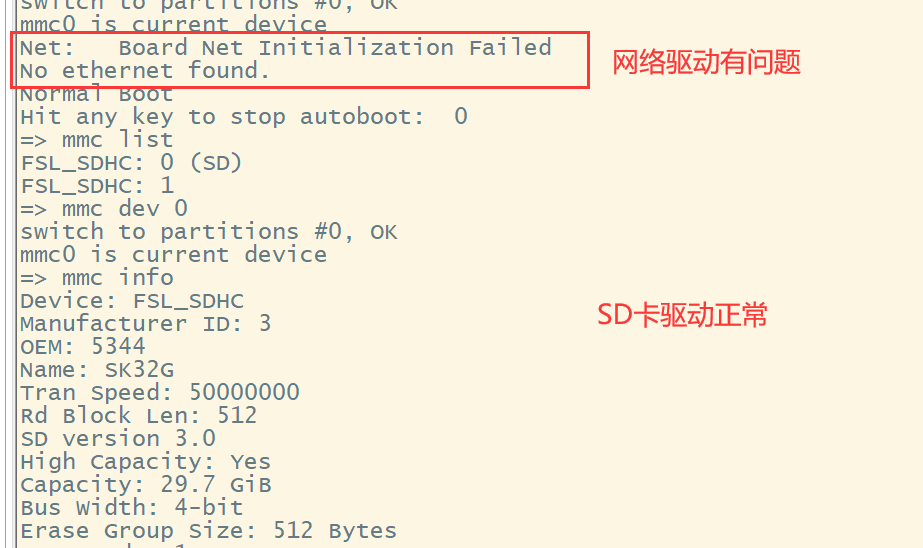 switch to partitions #0, OK
mmc0 is current device
Net:   Board Net Initialization Failed
No ethernet found.
网络驱动有问题
Normal Boot
Hit any key to stop autoboot:  0
=> mmc list
FSL_SDHC: 0 (SD)
FSL_SDHC: 1
=> mmc dev 0
switch to partitions #0, OK
mmc0 is current device
=> mmc info
Device: FSL_SDHC
Manufacturer ID: 3
SD卡驱动正常
OEM: 5344
Name: SK32G
Tran Speed: 50000000
Rd Block Len: 512
SD version 3.0
High Capacity: Yes
Capacity: 29.7 GiB
Bus Width: 4-bit
Erase Group Size: 512 Bytes